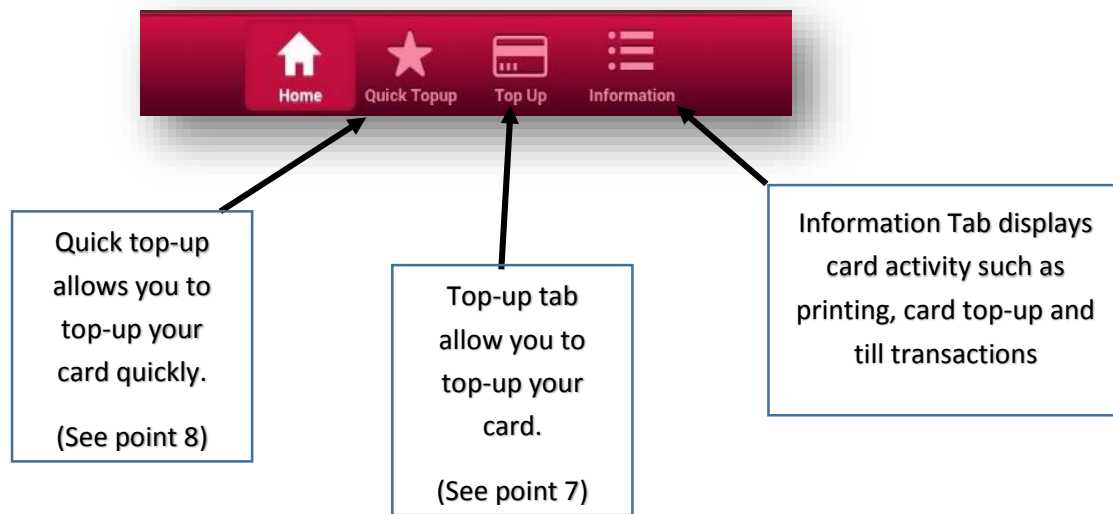 Home
Quick Topup
Top Up
Information
Quick top-up
allows you to
top-up your
card quickly.
(See point 8)
Top-up tab
allow you to
top-up your
card.
(See point 7)
Information Tab displays
card activity such as
printing, card top-up and
till transactions